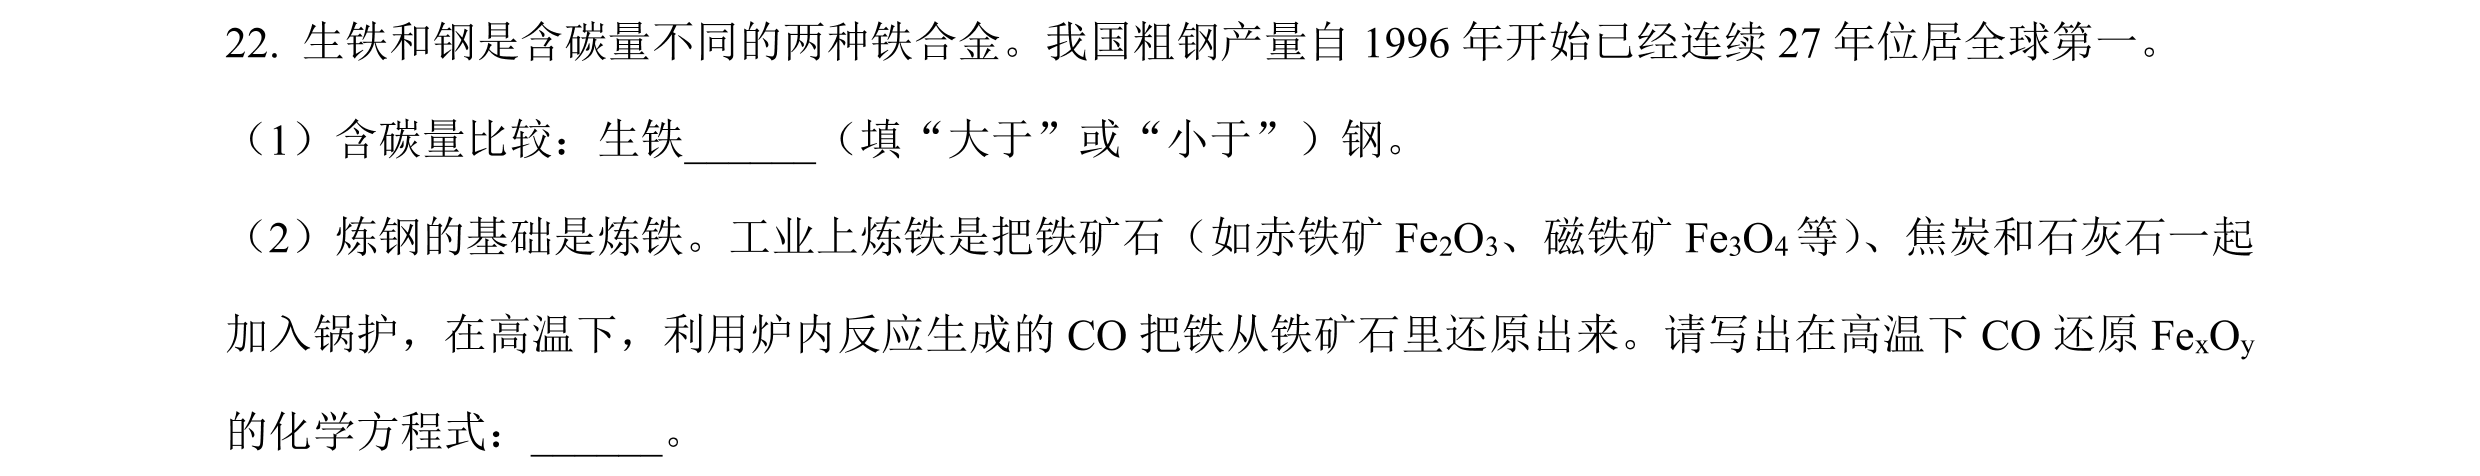 22. 生铁和钢是含碳量不同的两种铁合金。我国粗钢产量自 1996 年开始已经连续 27 年位居全球第一。
（1）含碳量比较：生铁______（填“大于”或“小于”）钢。
（2）炼钢的基础是炼铁。工业上炼铁是把铁矿石（如赤铁矿 Fe₂O₃、磁铁矿 Fe₃O₄等）、焦炭和石灰石一起
加入锅护，在高温下，利用炉内反应生成的 CO 把铁从铁矿石里还原出来。请写出在高温下 CO 还原 FeₓOy
的化学方程式：______。